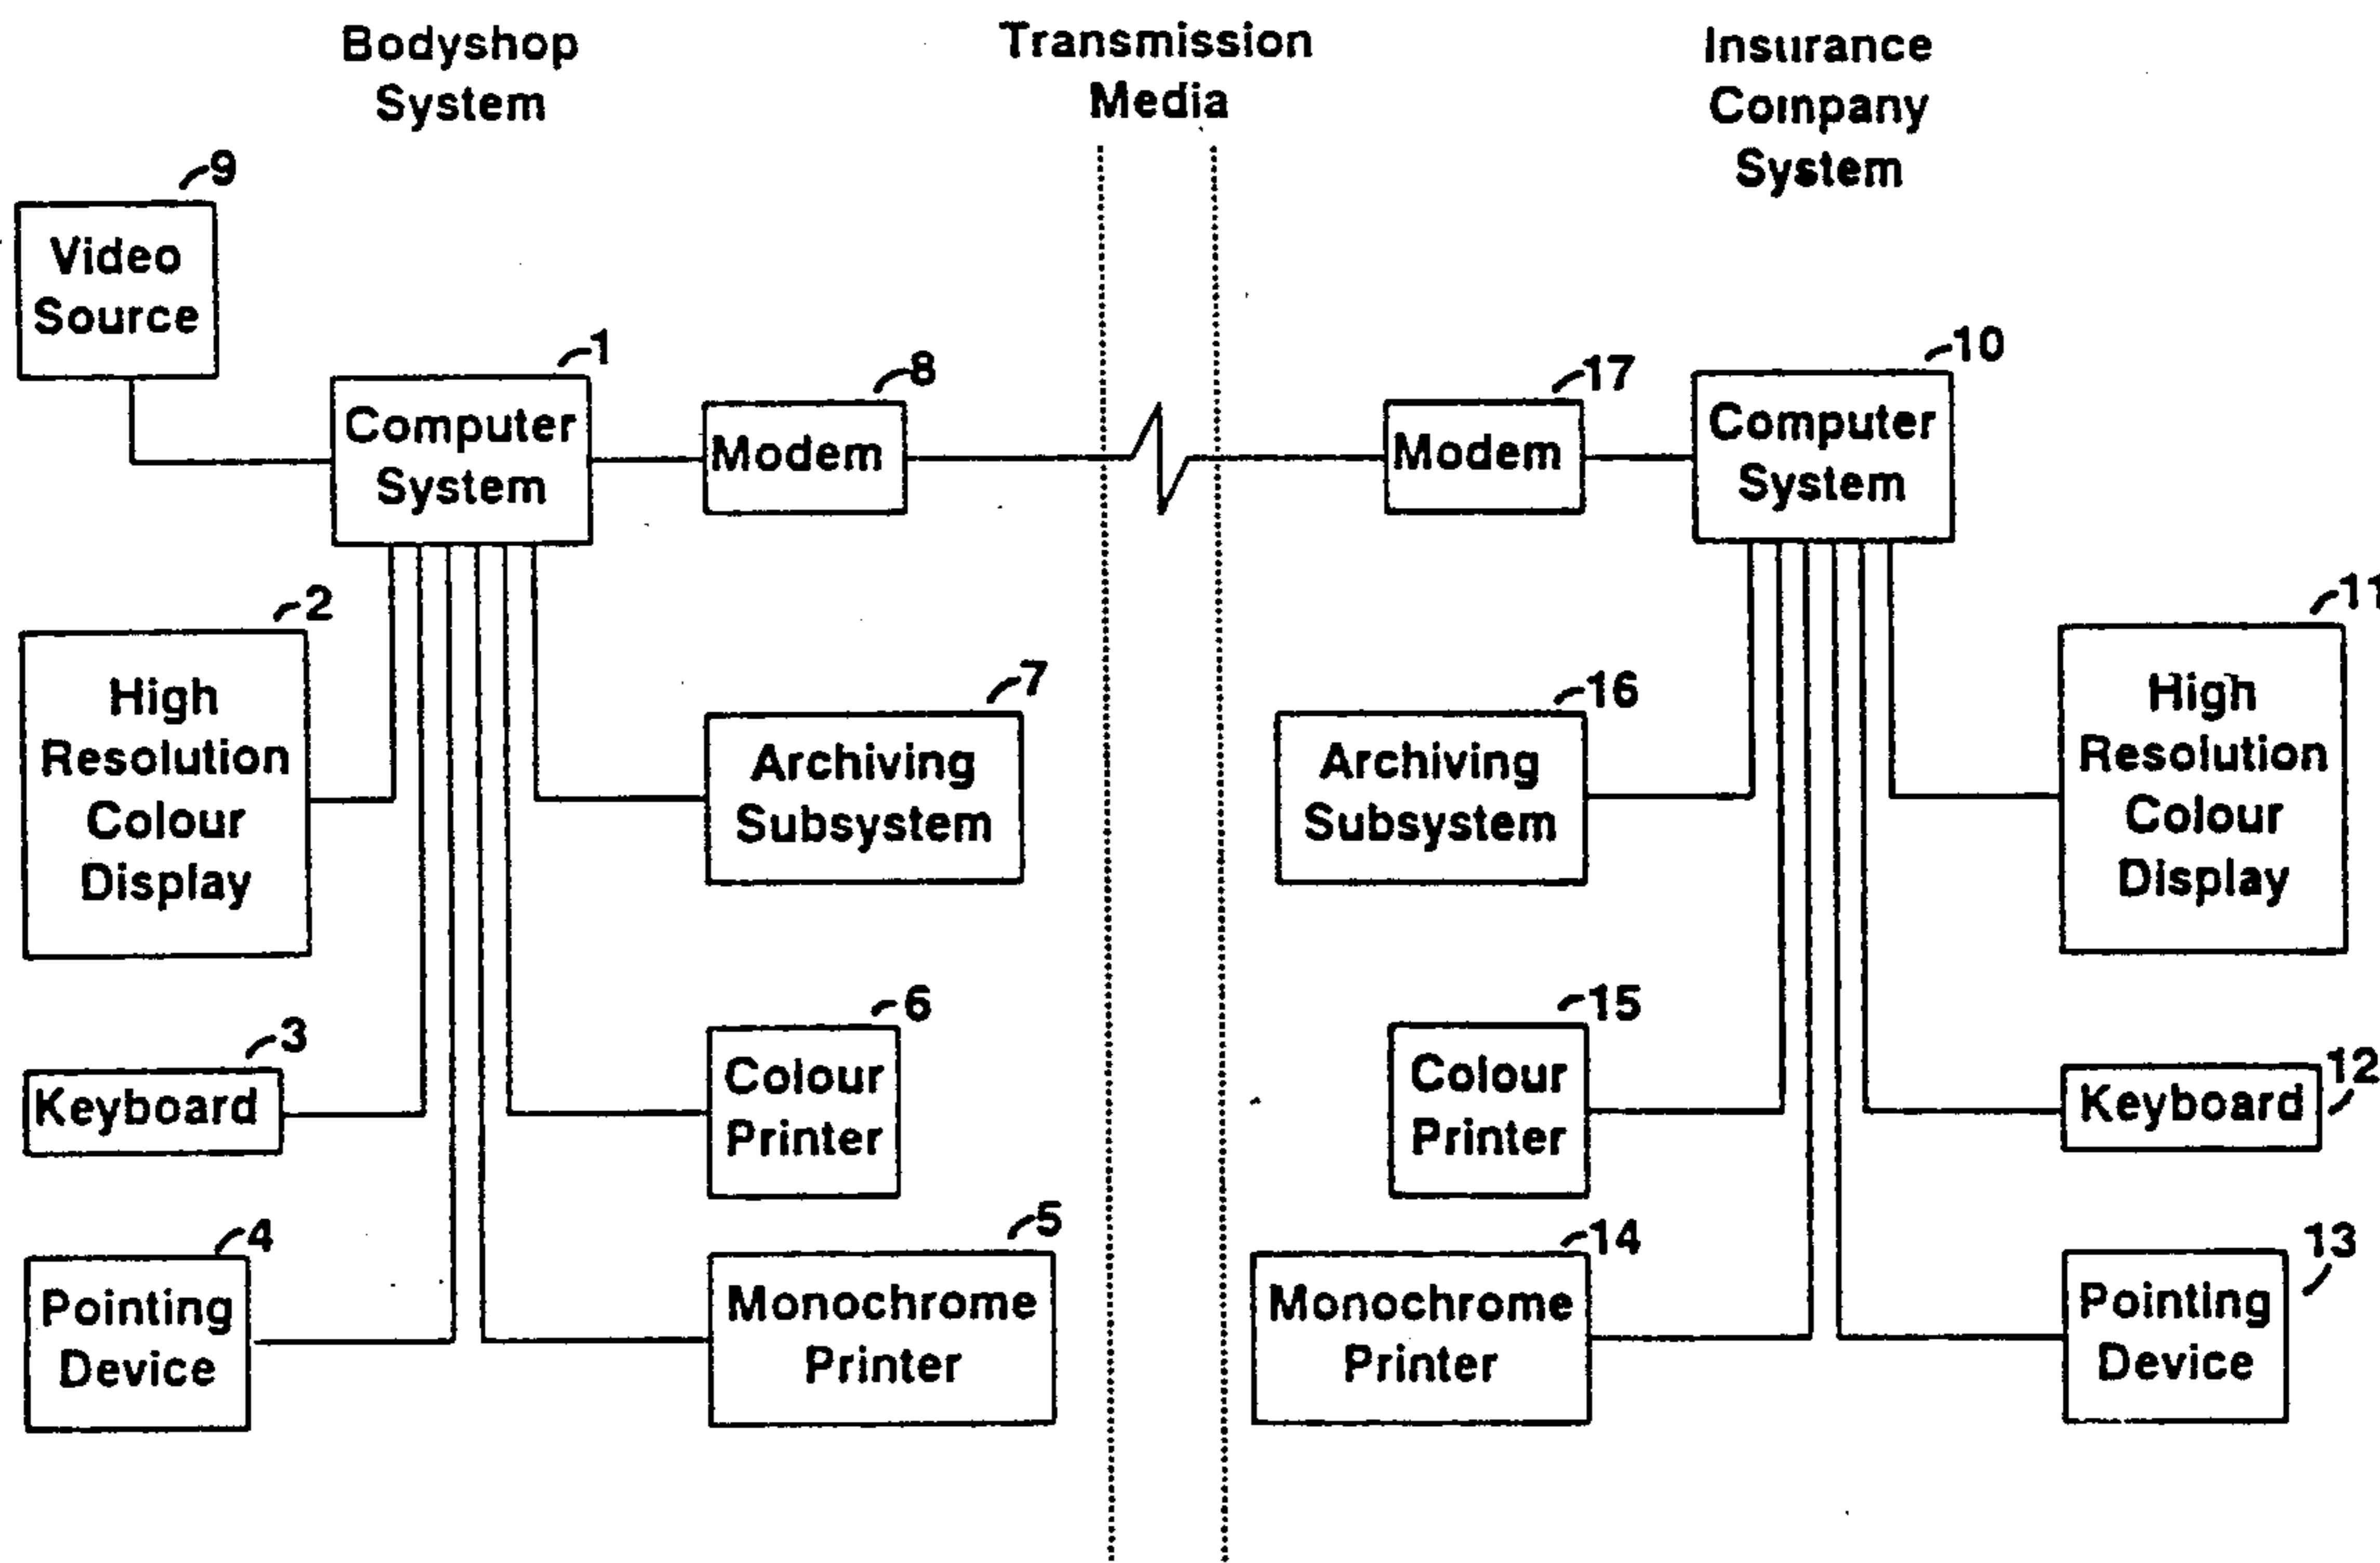 Bodyshop
System
Transmission
Media
Insurance
Company
System
9
Video
Source
1
Computer
System
8
Modem
17
Modem
10
Computer
System
2
High
Resolution
Colour
Display
7
Archiving
Subsystem
16
Archiving
Subsystem
11
High
Resolution
Colour
Display
3
Keyboard
6
Colour
Printer
15
Colour
Printer
12
Keyboard
4
Pointing
Device
5
Monochrome
Printer
14
Monochrome
Printer
13
Pointing
Device